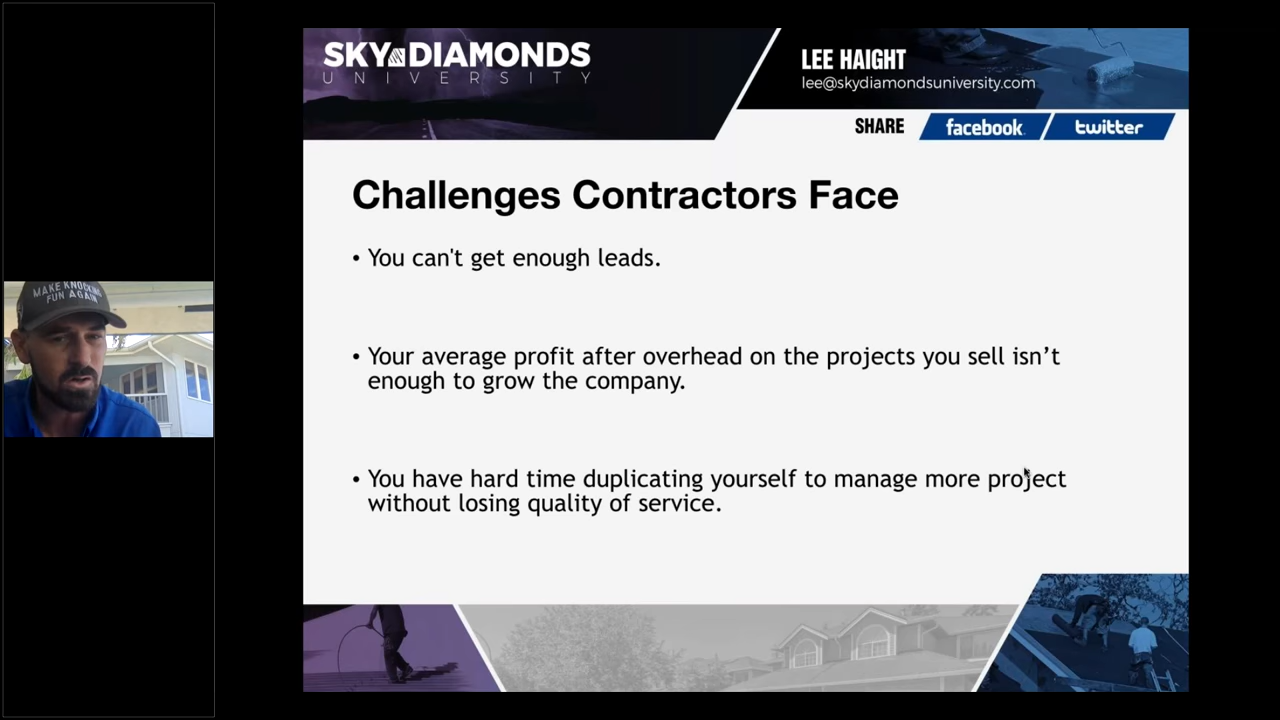 SKY DIAMONDS
UNIVERSITY
LEE HAIGHT
lee@skydiamondsuniversity.com
SHARE facebook twitter
Challenges Contractors Face
• You can't get enough leads.
• Your average profit after overhead on the projects you sell isn’t
enough to grow the company.
• You have hard time duplicating yourself to manage more project
without losing quality of service.
MAKE KNOCKING
FUN AGAIN